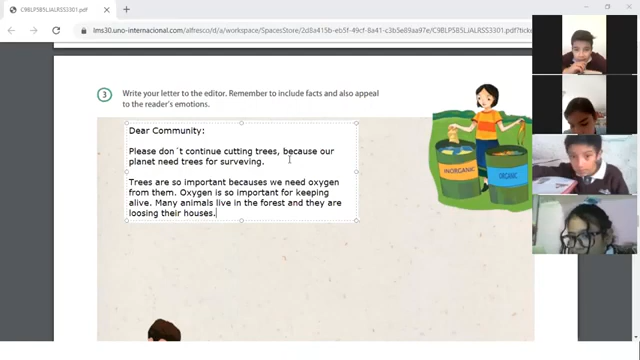 C9BLP5B5LJALRSS3301.pdf
lms30.uno-internacional.com/alfresco/d/a/workspace/SpacesStore/2d8a415b-eb5f-49cf-8a41-c3b5e89aa97e/C9BLP5B5LJALRSS3301.pdf?ticke
3 Write your letter to the editor. Remember to include facts and also appeal
to the reader's emotions.
Dear Community:
Please don´t continue cutting trees, because our
planet need trees for surveving.
Trees are so important becauses we need oxygen
from them. Oxygen is so important for keeping
alive. Many animals live in the forest and they are
loosing their houses.
INORGANIC
ORGANIC